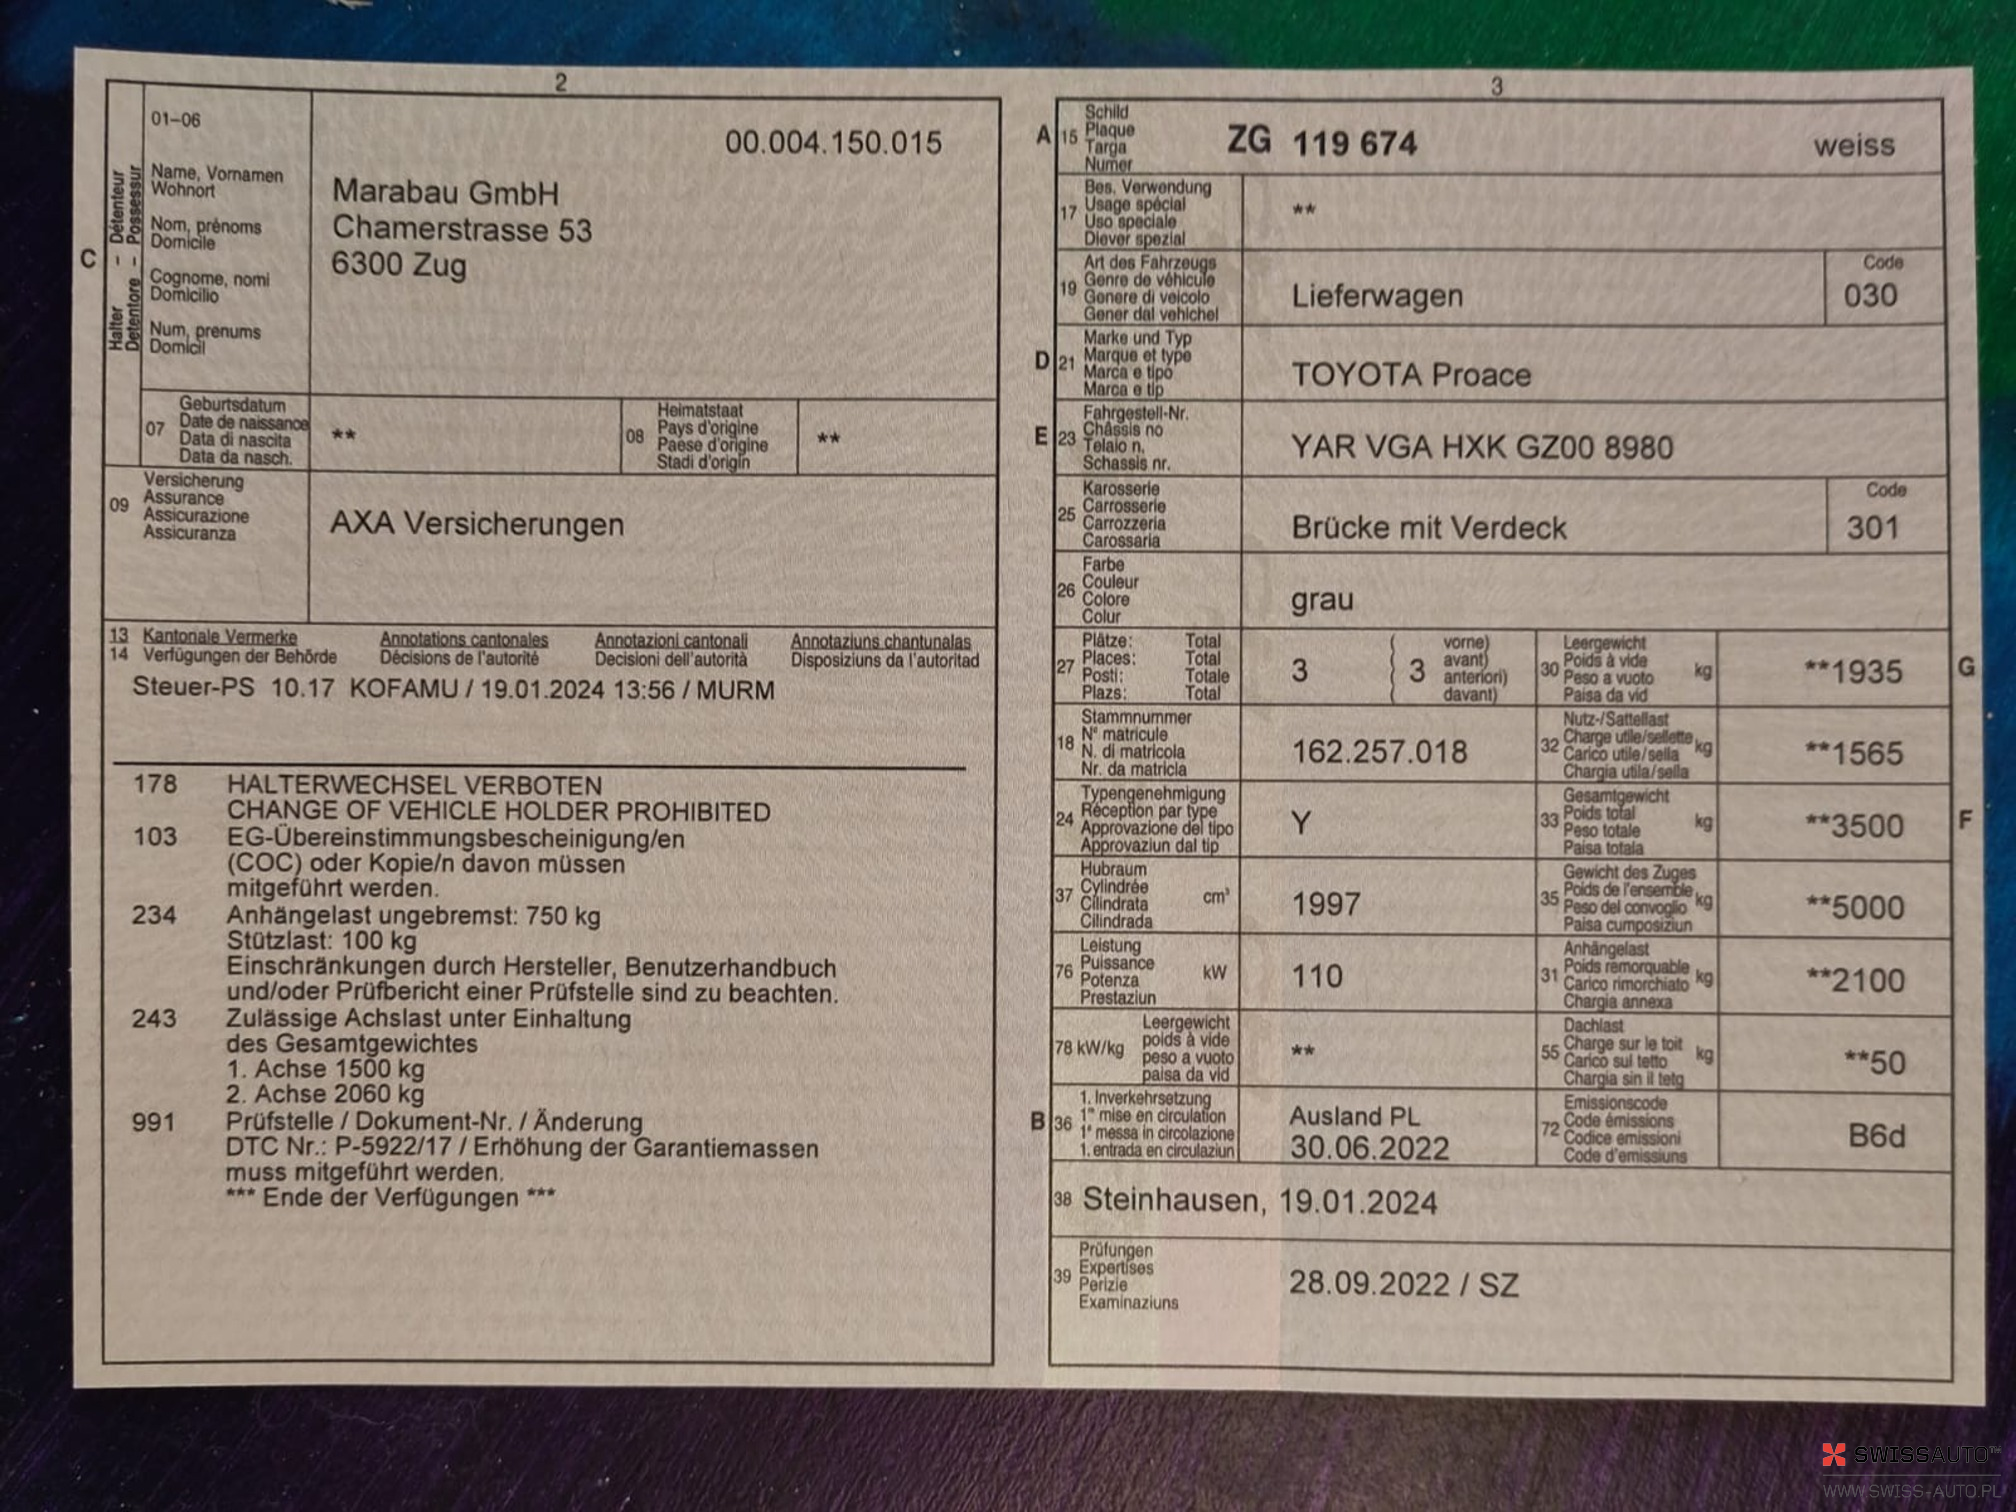 2
01–06
00.004.150.015
Halter – Détenteur
Detentore – Possessur
C
Name, Vornamen
Wohnort
Nom, prénoms
Domicile
Cognome, nomi
Domicilio
Num, prenums
Domicil
Marabau GmbH
Chamerstrasse 53
6300 Zug
07
Geburtsdatum
Date de naissance
Data di nascita
Data da nasch.
**
08
Heimatstaat
Pays d'origine
Paese d'origine
Stadi d'origin
**
09
Versicherung
Assurance
Assicurazione
Assicuranza
AXA Versicherungen
13 Kantonale Vermerke Annotations cantonales Annotazioni cantonali Annotaziuns chantunalas
14 Verfügungen der Behörde Décisions de l'autorité Decisioni dell'autorità Disposiziuns da l'autoritad
Steuer-PS 10.17 KOFAMU / 19.01.2024 13:56 / MURM
178 HALTERWECHSEL VERBOTEN
CHANGE OF VEHICLE HOLDER PROHIBITED
103 EG-Übereinstimmungsbescheinigung/en
(COC) oder Kopie/n davon müssen
mitgeführt werden.
234 Anhängelast ungebremst: 750 kg
Stützlast: 100 kg
Einschränkungen durch Hersteller, Benutzerhandbuch
und/oder Prüfbericht einer Prüfstelle sind zu beachten.
243 Zulässige Achslast unter Einhaltung
des Gesamtgewichtes
1. Achse 1500 kg
2. Achse 2060 kg
991 Prüfstelle / Dokument-Nr. / Änderung
DTC Nr.: P-5922/17 / Erhöhung der Garantiemassen
muss mitgeführt werden.
*** Ende der Verfügungen ***
3
A 15
Schild
Plaque
Targa
Numer
ZG 119 674 weiss
17
Bes. Verwendung
Usage spécial
Uso speciale
Diever spezial
**
19
Art des Fahrzeugs
Genre de véhicule
Genere di veicolo
Gener dal vehichel
Lieferwagen
Code
030
D 21
Marke und Typ
Marque et type
Marca e tipo
Marca e tip
TOYOTA Proace
E 23
Fahrgestell-Nr.
Châssis no
Telaio n.
Schassis nr.
YAR VGA HXK GZ00 8980
25
Karosserie
Carrosserie
Carrozzeria
Carossaria
Brücke mit Verdeck
Code
301
26
Farbe
Couleur
Colore
Colur
grau
27
Plätze: Total
Places: Total
Posti: Totale
Plazs: Total
3
( 3
vorne)
avant)
anteriori)
davant)
30
Leergewicht
Poids à vide
Peso a vuoto
Paisa da vid
kg
**1935
G
18
Stammnummer
N° matricule
N. di matricola
Nr. da matricla
162.257.018
32
Nutz-/Sattellast
Charge utile/sellette
Carico utile/sella
Chargia utila/sella
kg
**1565
24
Typengenehmigung
Réception par type
Approvazione del tipo
Approvaziun dal tip
Y
33
Gesamtgewicht
Poids total
Peso totale
Paisa totala
kg
**3500
F
37
Hubraum
Cylindrée
Cilindrata
Cilindrada
cm³
1997
35
Gewicht des Zuges
Poids de l'ensemble
Peso del convoglio
Paisa cumposiziun
kg
**5000
76
Leistung
Puissance
Potenza
Prestaziun
kW
110
31
Anhängelast
Poids remorquable
Carico rimorchiato
Chargia annexa
kg
**2100
78 kW/kg
Leergewicht
poids à vide
peso a vuoto
paisa da vid
**
55
Dachlast
Charge sur le toit
Carico sul tetto
Chargia sin il tetg
kg
**50
B 36
1. Inverkehrsetzung
1re mise en circulation
1a messa in circolazione
1. entrada en circulaziun
Ausland PL
30.06.2022
72
Emissionscode
Code émissions
Codice emissioni
Code d'emissiuns
B6d
38 Steinhausen, 19.01.2024
39
Prüfungen
Expertises
Perizie
Examinaziuns
28.09.2022 / SZ
SWISSAUTO™
WWW.SWISS-AUTO.PL